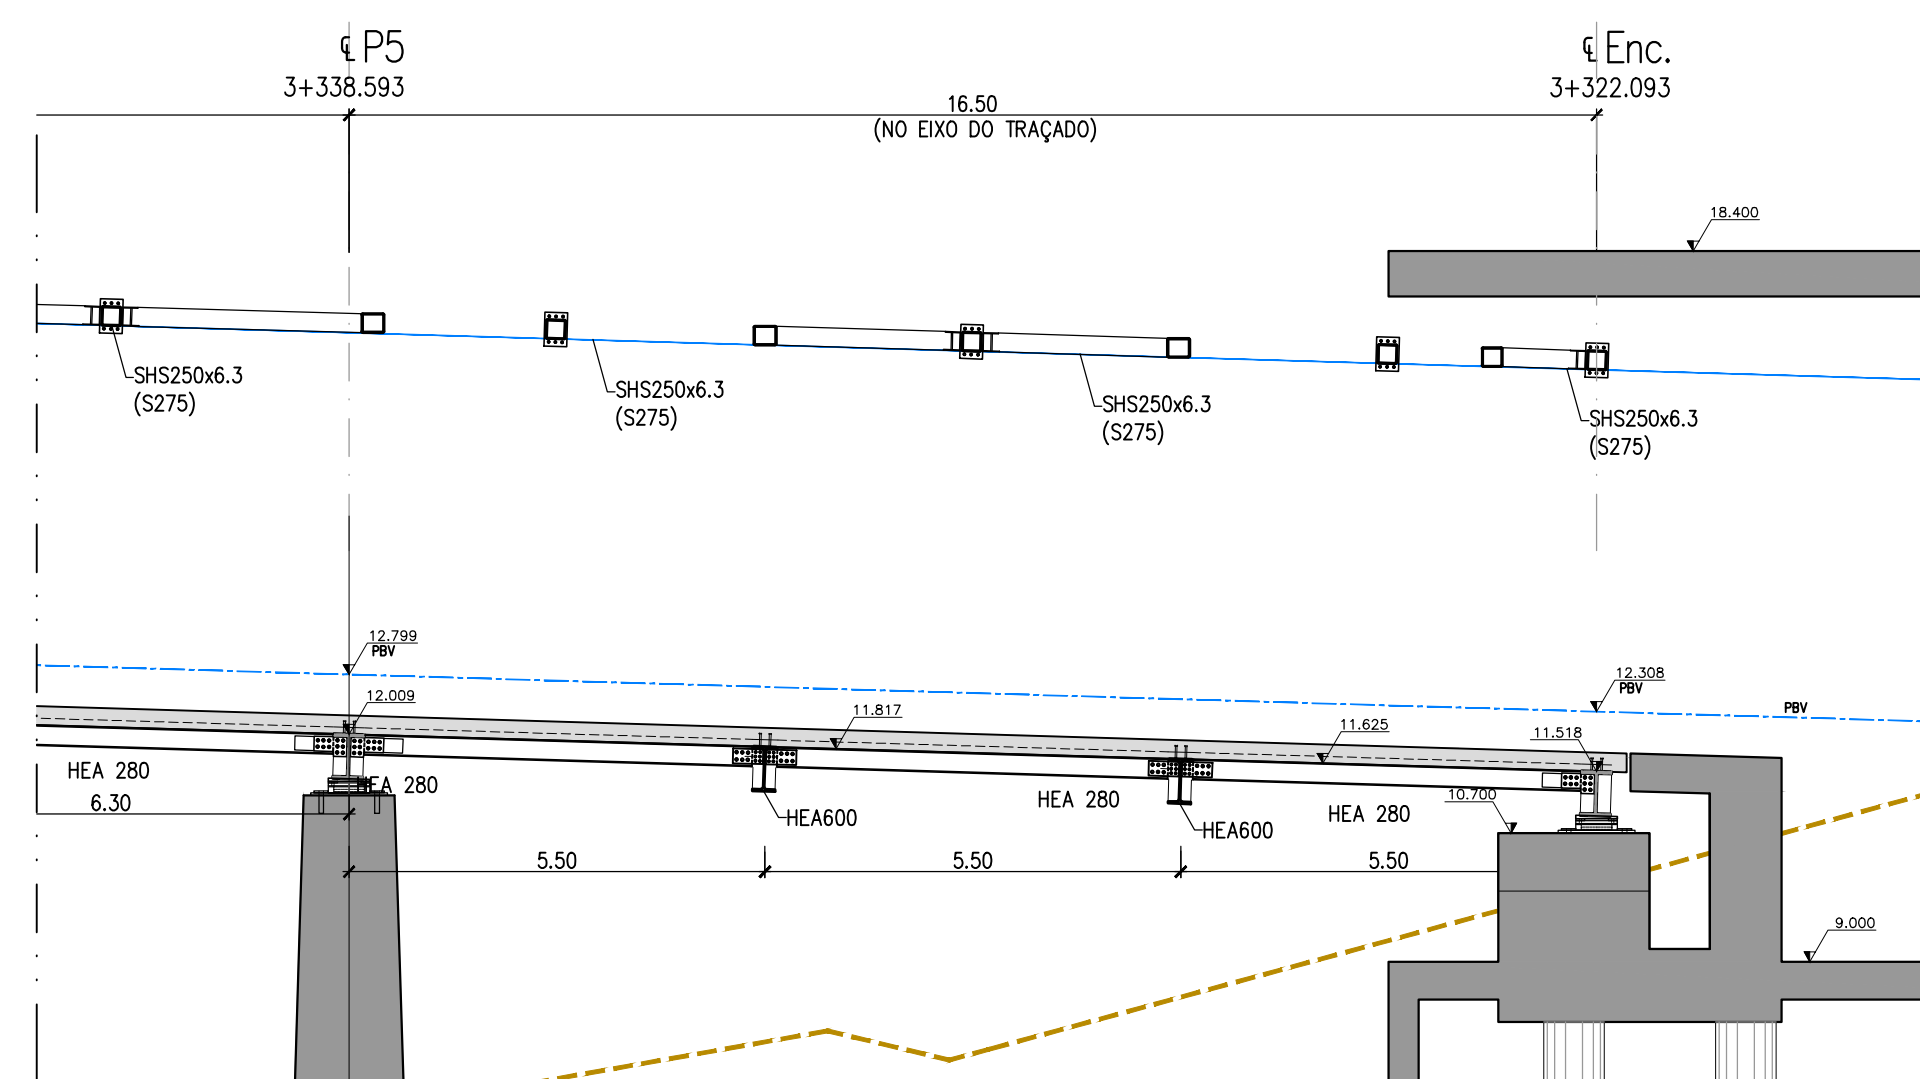 ℄ P5
3+338.593
℄ Enc.
3+322.093
16.50
(NO EIXO DO TRAÇADO)
18.400
SHS250x6.3
(S275)
SHS250x6.3
(S275)
SHS250x6.3
(S275)
SHS250x6.3
(S275)
12.799
PBV
12.308
PBV
PBV
12.009
11.817
11.625
11.518
HEA 280
HEA 280
HEA 280
HEA 280
6.30
10.700
HEA600
HEA600
5.50
5.50
5.50
9.000